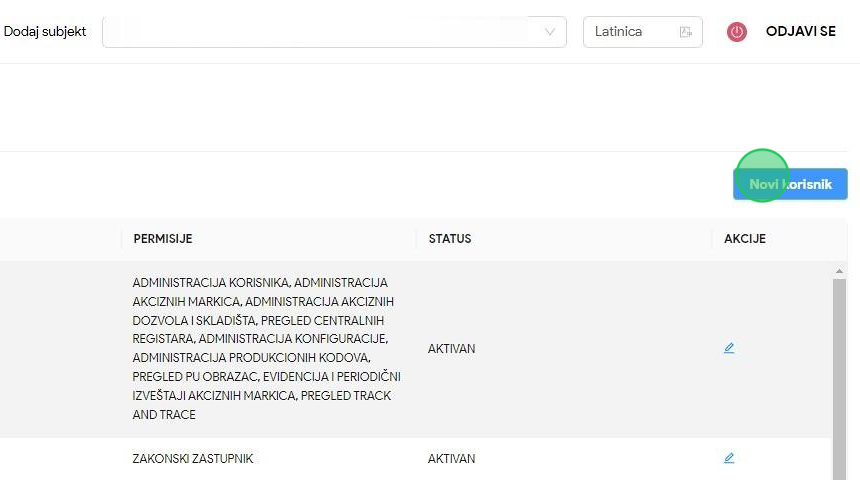 Dodaj subjekt
Latinica
ODJAVI SE
Novi korisnik
PERMISIJE
STATUS
AKCIJE
ADMINISTRACIJA KORISNIKA, ADMINISTRACIJA
AKCIZNIH MARKICA, ADMINISTRACIJA AKCIZNIH
DOZVOLA I SKLADIŠTA, PREGLED CENTRALNIH
REGISTARA, ADMINISTRACIJA KONFIGURACIJE,
ADMINISTRACIJA PRODUKCIONIH KODOVA,
PREGLED PU OBRAZAC, EVIDENCIJA I PERIODIČNI
IZVEŠTAJI AKCIZNIH MARKICA, PREGLED TRACK
AND TRACE
AKTIVAN
ZAKONSKI ZASTUPNIK
AKTIVAN